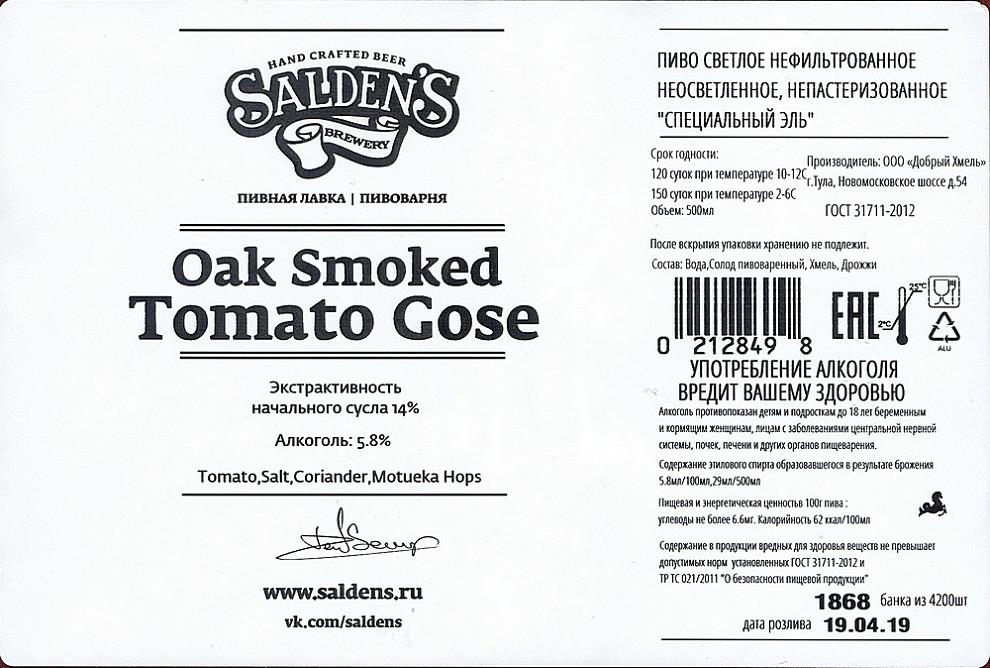 HAND CRAFTED BEER
SALDEN'S
BREWERY
ПИВНАЯ ЛАВКА | ПИВОВАРНЯ
Oak Smoked
Tomato Gose
Экстрактивность
начального сусла 14%
Алкоголь: 5.8%
Tomato,Salt,Coriander,Motueka Hops
www.saldens.ru
vk.com/saldens
ПИВО СВЕТЛОЕ НЕФИЛЬТРОВАННОЕ
НЕОСВЕТЛЕННОЕ, НЕПАСТЕРИЗОВАННОЕ
"СПЕЦИАЛЬНЫЙ ЭЛЬ"
Срок годности:
120 суток при температуре 10-12С
150 суток при температуре 2-6С
Объем: 500мл
Производитель: ООО «Добрый Хмель»
г.Тула, Новомосковское шоссе д.54
ГОСТ 31711-2012
После вскрытия упаковки хранению не подлежит.
Состав: Вода,Солод пивоваренный, Хмель, Дрожжи
0 212849 8
EAC
25°C
2°C
ALU
УПОТРЕБЛЕНИЕ АЛКОГОЛЯ
ВРЕДИТ ВАШЕМУ ЗДОРОВЬЮ
Алкоголь противопоказан детям и подросткам до 18 лет беременным
и кормящим женщинам, лицам с заболеваниями центральной нервной
системы, почек, печени и других органов пищеварения.
Содержание этилового спирта образовавшегося в результате брожения
5.8мл/100мл,29мл/500мл
Пищевая и энергетическая ценностьв 100г пива :
углеводы не более 6.6мг. Калорийность 62 ккал/100мл
Содержание в продукции вредных для здоровья веществ не превышает
допустимых норм установленных ГОСТ 31711-2012 и
ТР ТС 021/2011 "О безопасности пищевой продукции"
1868 банка из 4200шт
дата розлива 19.04.19